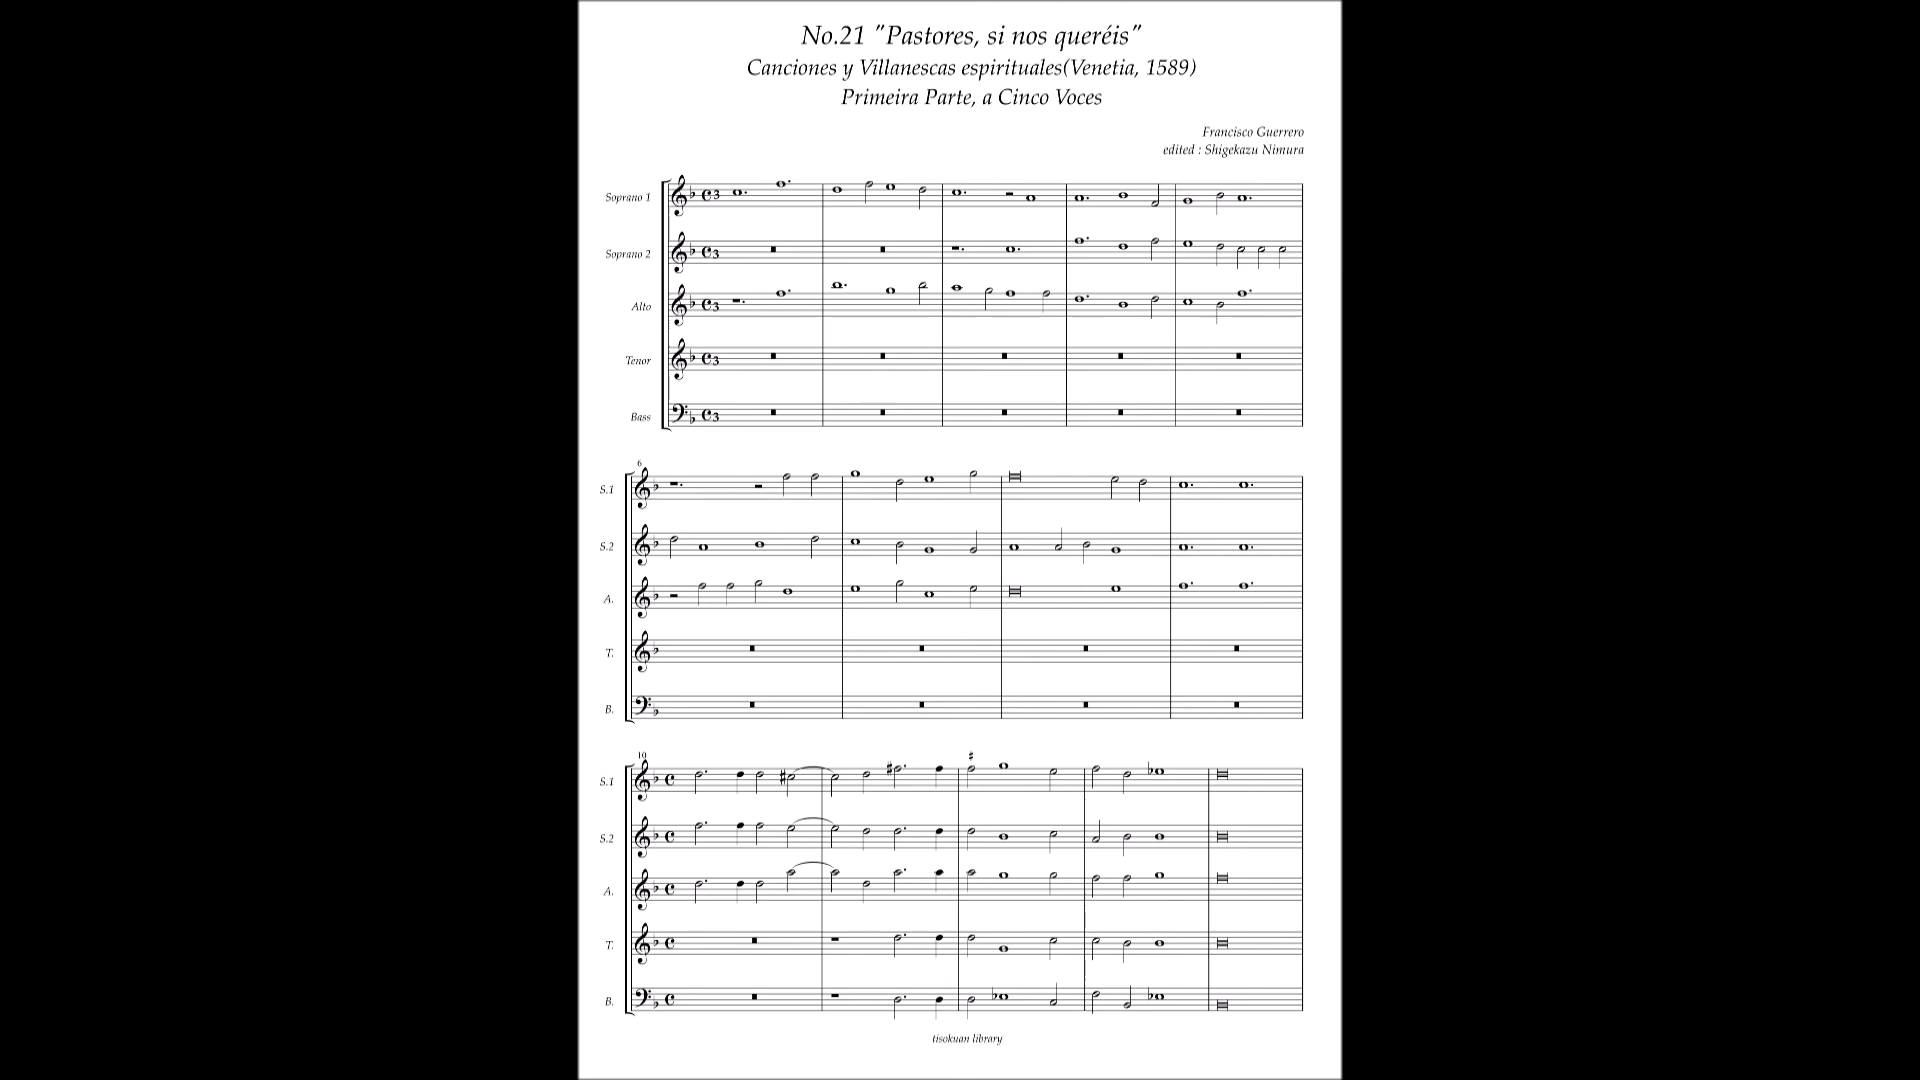 No.21 "Pastores, si nos queréis"
Canciones y Villanescas espirituales(Venetia, 1589)
Primeira Parte, a Cinco Voces
Francisco Guerrero
edited : Shigekazu Nimura
Soprano 1
Soprano 2
Alto
Tenor
Bass
6
S.1
S.2
A.
T.
B.
10
S.1
S.2
A.
T.
B.
tisokuan library